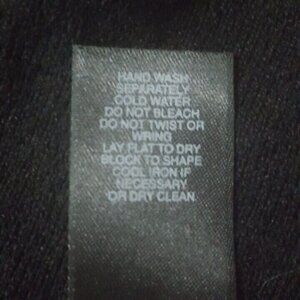 HAND WASH
SEPARATELY
COLD WATER
DO NOT BLEACH
DO NOT TWIST OR
WRING
LAY FLAT TO DRY
BLOCK TO SHAPE
COOL IRON IF
NECESSARY
OR DRY CLEAN